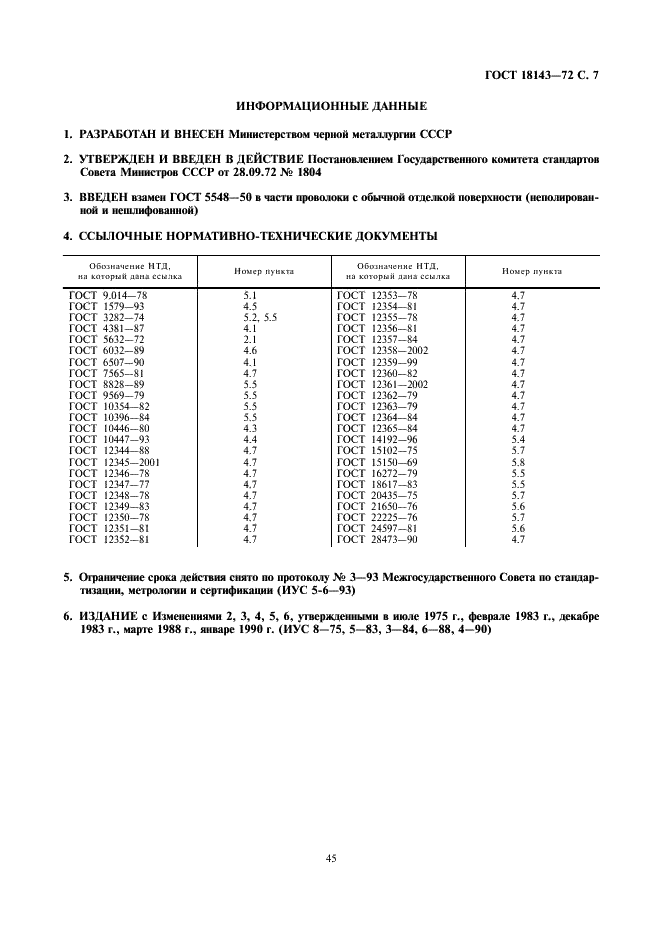 ГОСТ 18143—72 С. 7
ИНФОРМАЦИОННЫЕ ДАННЫЕ
1. РАЗРАБОТАН И ВНЕСЕН Министерством черной металлургии СССР
2. УТВЕРЖДЕН И ВВЕДЕН В ДЕЙСТВИЕ Постановлением Государственного комитета стандартов
Совета Министров СССР от 28.09.72 № 1804
3. ВВЕДЕН взамен ГОСТ 5548—50 в части проволоки с обычной отделкой поверхности (неполирован-
ной и нешлифованной)
4. ССЫЛОЧНЫЕ НОРМАТИВНО-ТЕХНИЧЕСКИЕ ДОКУМЕНТЫ
Обозначение НТД, на который дана ссылка | Номер пункта | Обозначение НТД, на который дана ссылка | Номер пункта
ГОСТ 9.014—78 5.1 ГОСТ 12353—78 4.7
ГОСТ 1579—93 4.5 ГОСТ 12354—81 4.7
ГОСТ 3282—74 5.2, 5.5 ГОСТ 12355—78 4.7
ГОСТ 4381—87 4.1 ГОСТ 12356—81 4.7
ГОСТ 5632—72 2.1 ГОСТ 12357—84 4.7
ГОСТ 6032—89 4.6 ГОСТ 12358—2002 4.7
ГОСТ 6507—90 4.1 ГОСТ 12359—99 4.7
ГОСТ 7565—81 4.7 ГОСТ 12360—82 4.7
ГОСТ 8828—89 5.5 ГОСТ 12361—2002 4.7
ГОСТ 9569—79 5.5 ГОСТ 12362—79 4.7
ГОСТ 10354—82 5.5 ГОСТ 12363—79 4.7
ГОСТ 10396—84 5.5 ГОСТ 12364—84 4.7
ГОСТ 10446—80 4.3 ГОСТ 12365—84 4.7
ГОСТ 10447—93 4.4 ГОСТ 14192—96 5.4
ГОСТ 12344—88 4.7 ГОСТ 15102—75 5.7
ГОСТ 12345—2001 4.7 ГОСТ 15150—69 5.8
ГОСТ 12346—78 4.7 ГОСТ 16272—79 5.5
ГОСТ 12347—77 4.7 ГОСТ 18617—83 5.5
ГОСТ 12348—78 4.7 ГОСТ 20435—75 5.7
ГОСТ 12349—83 4.7 ГОСТ 21650—76 5.6
ГОСТ 12350—78 4.7 ГОСТ 22225—76 5.7
ГОСТ 12351—81 4.7 ГОСТ 24597—81 5.6
ГОСТ 12352—81 4.7 ГОСТ 28473—90 4.7
5. Ограничение срока действия снято по протоколу № 3—93 Межгосударственного Совета по стандар-
тизации, метрологии и сертификации (ИУС 5-6—93)
6. ИЗДАНИЕ с Изменениями 2, 3, 4, 5, 6, утвержденными в июле 1975 г., феврале 1983 г., декабре
1983 г., марте 1988 г., январе 1990 г. (ИУС 8—75, 5—83, 3—84, 6—88, 4—90)
45